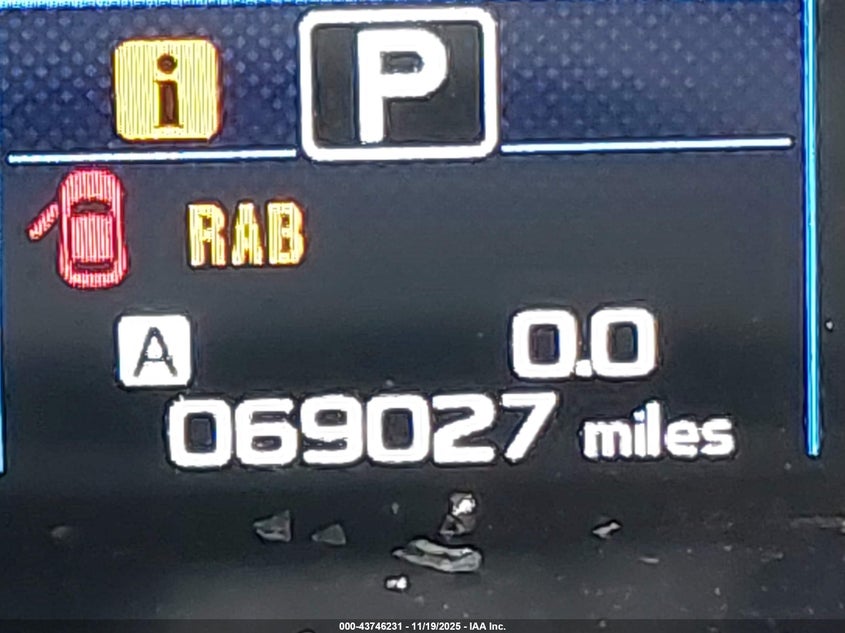 i P
RAB
A 0.0
069027 miles
000-43746231 - 11/19/2025 - IAA Inc.